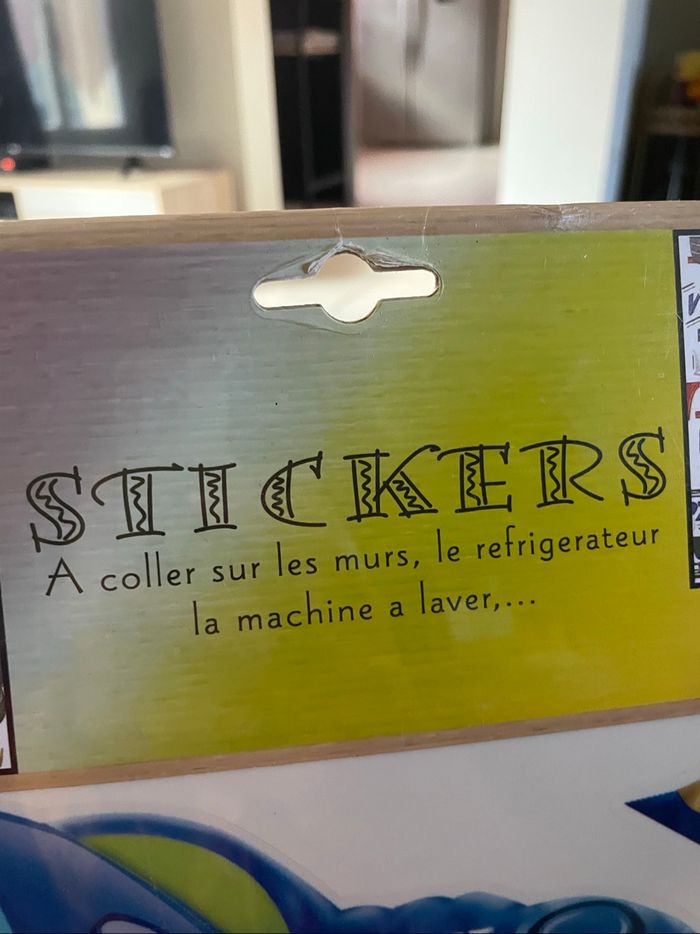 STICKERS
A coller sur les murs, le refrigerateur
la machine a laver,...